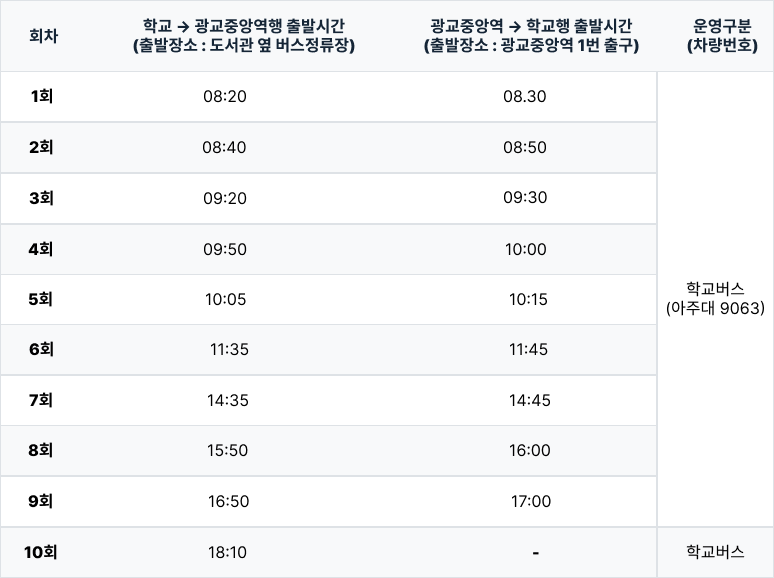 회차
학교 → 광교중앙역행 출발시간
(출발장소 : 도서관 옆 버스정류장)
광교중앙역 → 학교행 출발시간
(출발장소 : 광교중앙역 1번 출구)
운영구분
(차량번호)
1회 08:20 08.30
2회 08:40 08:50
3회 09:20 09:30
4회 09:50 10:00
5회 10:05 10:15
학교버스
(아주대 9063)
6회 11:35 11:45
7회 14:35 14:45
8회 15:50 16:00
9회 16:50 17:00
10회 18:10 - 학교버스